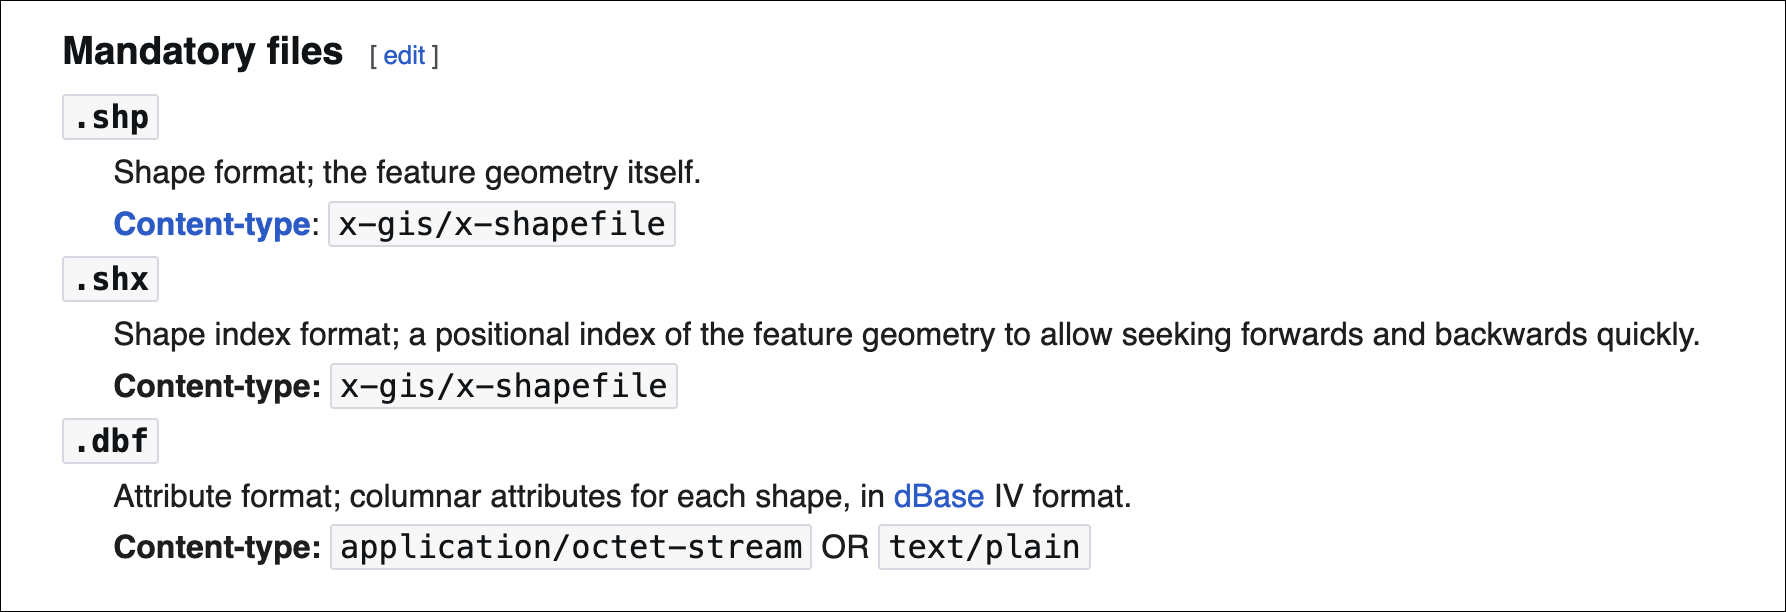 Mandatory files [ edit ]
.shp
Shape format; the feature geometry itself.
Content-type: x-gis/x-shapefile
.shx
Shape index format; a positional index of the feature geometry to allow seeking forwards and backwards quickly.
Content-type: x-gis/x-shapefile
.dbf
Attribute format; columnar attributes for each shape, in dBase IV format.
Content-type: application/octet-stream OR text/plain